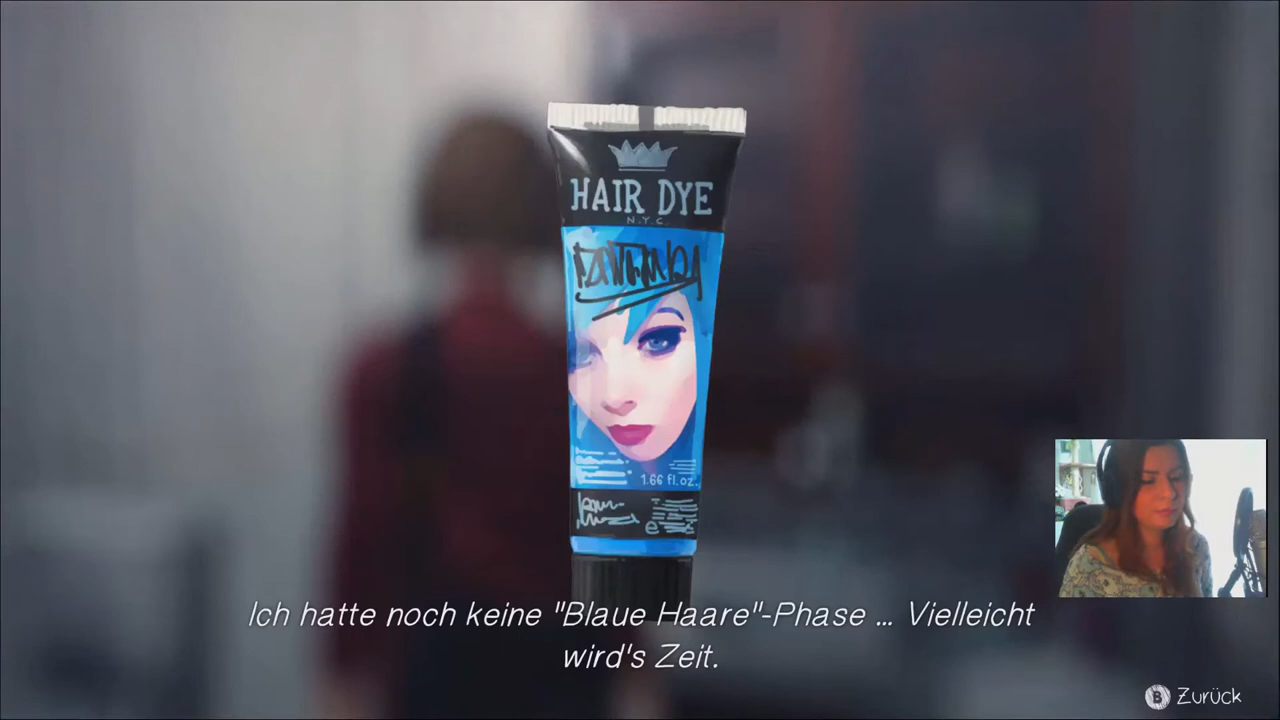 HAIR DYE
N.Y.C.
1.66 fl.oz.
Ich hatte noch keine "Blaue Haare"-Phase ... Vielleicht
wird's Zeit.
B Zurück